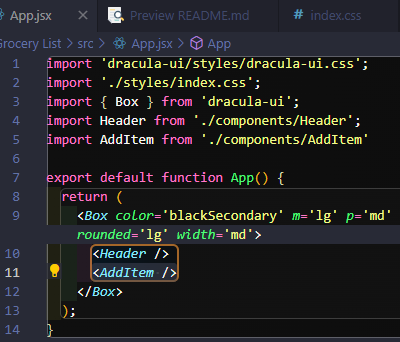 App.jsx Preview README.md index.css
Grocery List > src > App.jsx > App
1 import 'dracula-ui/styles/dracula-ui.css';
2 import './styles/index.css';
3 import { Box } from 'dracula-ui';
4 import Header from './components/Header';
5 import AddItem from './components/AddItem'
6
7 export default function App() {
8 return (
9 <Box color='blackSecondary' m='lg' p='md'
rounded='lg' width='md'>
10 <Header />
11 <AddItem />
12 </Box>
13 );
14 }